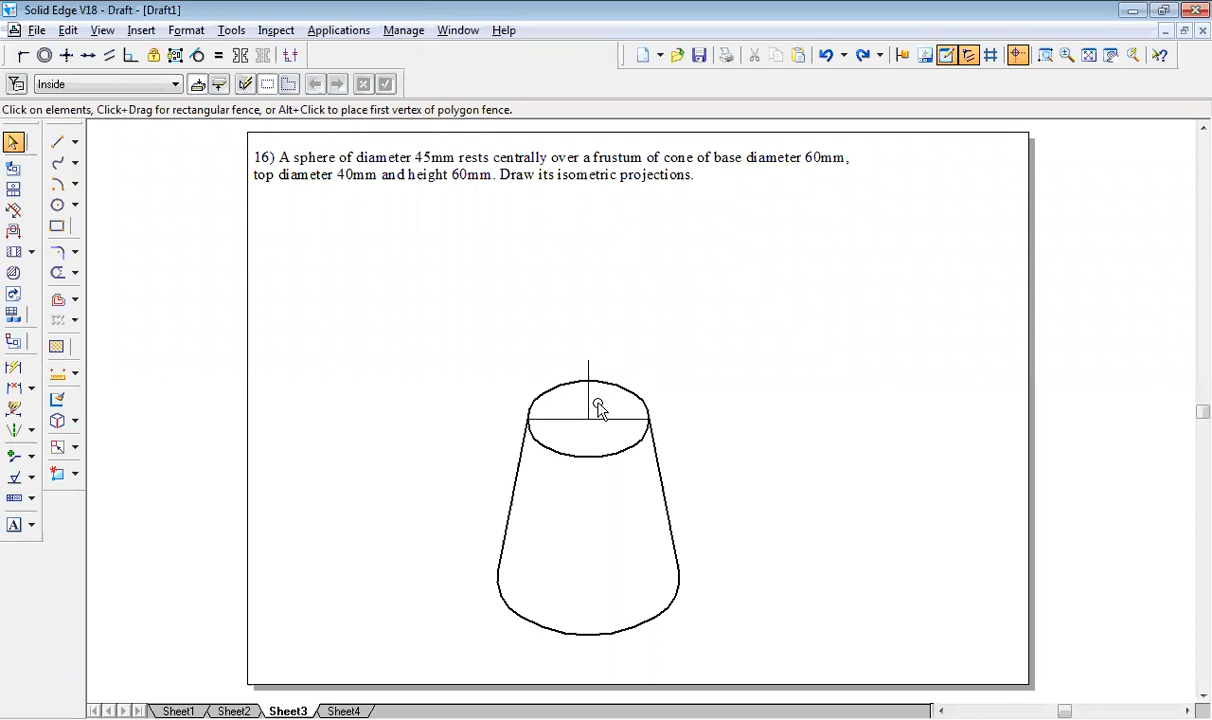 Solid Edge V18 - Draft - [Draft1]
File Edit View Insert Format Tools Inspect Applications Manage Window Help
Inside
Click on elements, Click+Drag for rectangular fence, or Alt+Click to place first vertex of polygon fence.
16) A sphere of diameter 45mm rests centrally over a frustum of cone of base diameter 60mm,
top diameter 40mm and height 60mm. Draw its isometric projections.
Sheet1 Sheet2 Sheet3 Sheet4